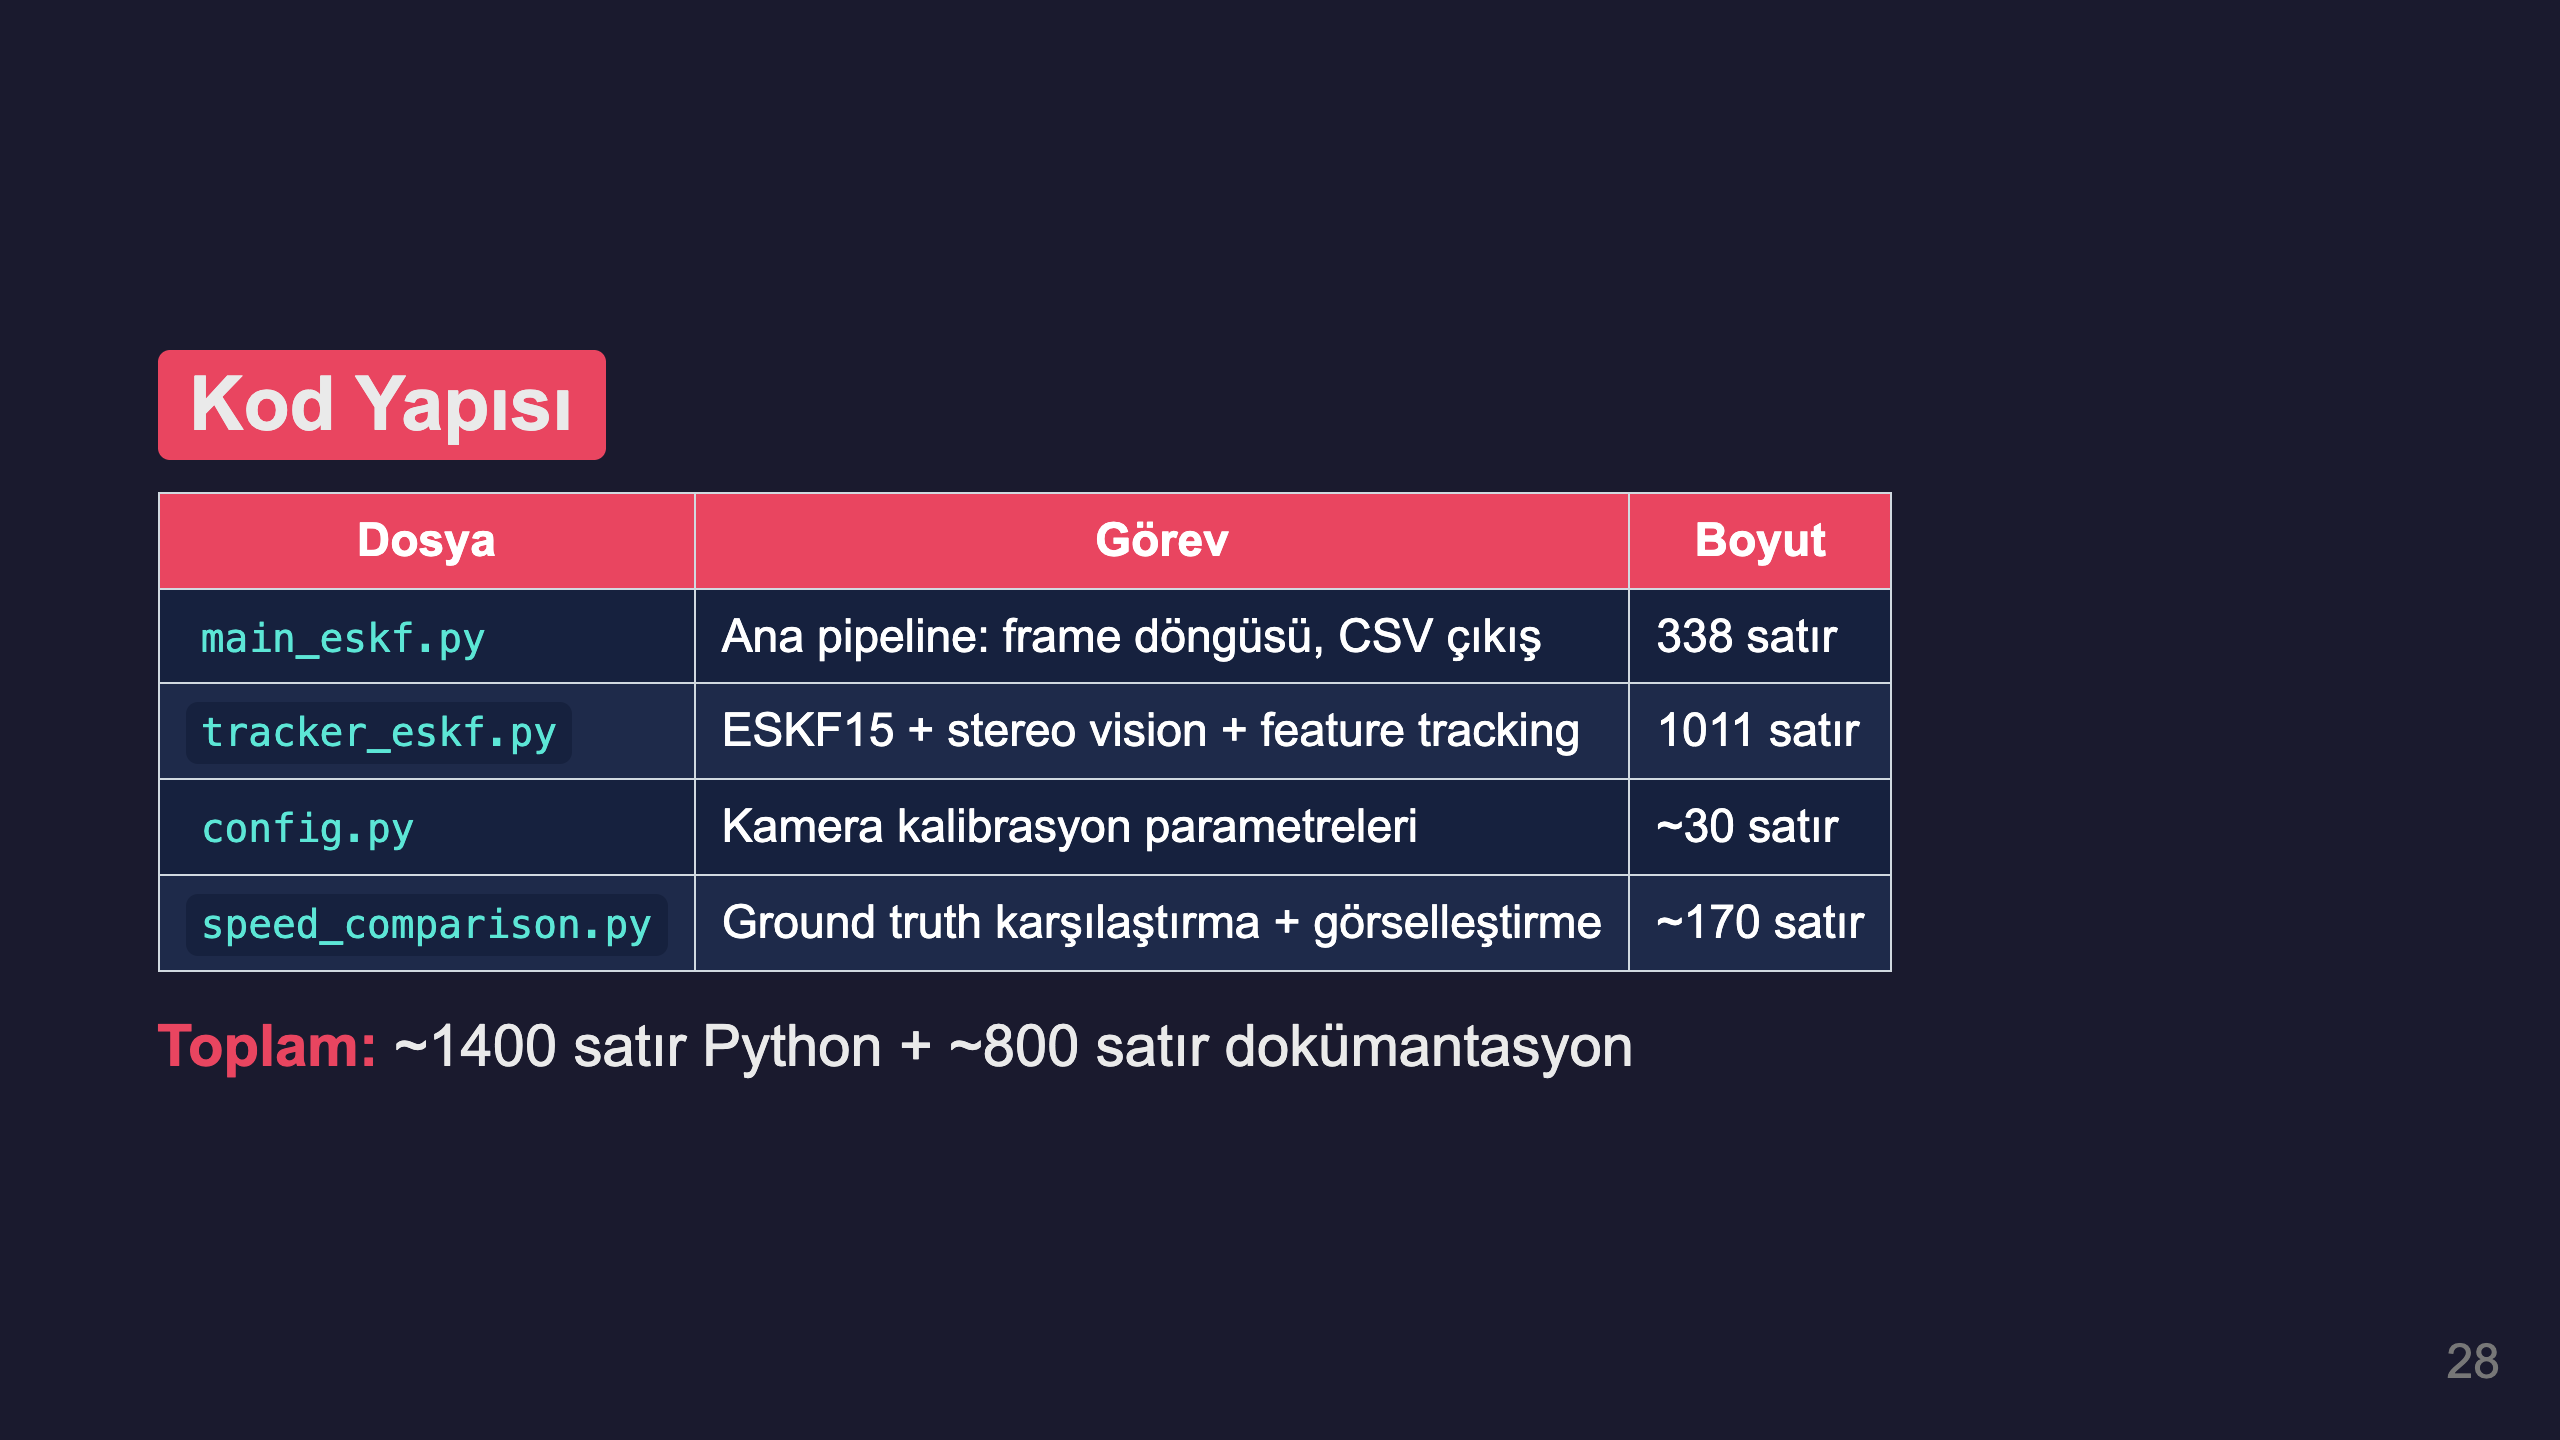 Kod Yapısı
Dosya Görev Boyut
main_eskf.py Ana pipeline: frame döngüsü, CSV çıkış 338 satır
tracker_eskf.py ESKF15 + stereo vision + feature tracking 1011 satır
config.py Kamera kalibrasyon parametreleri ~30 satır
speed_comparison.py Ground truth karşılaştırma + görselleştirme ~170 satır
Toplam: ~1400 satır Python + ~800 satır dokümantasyon
28